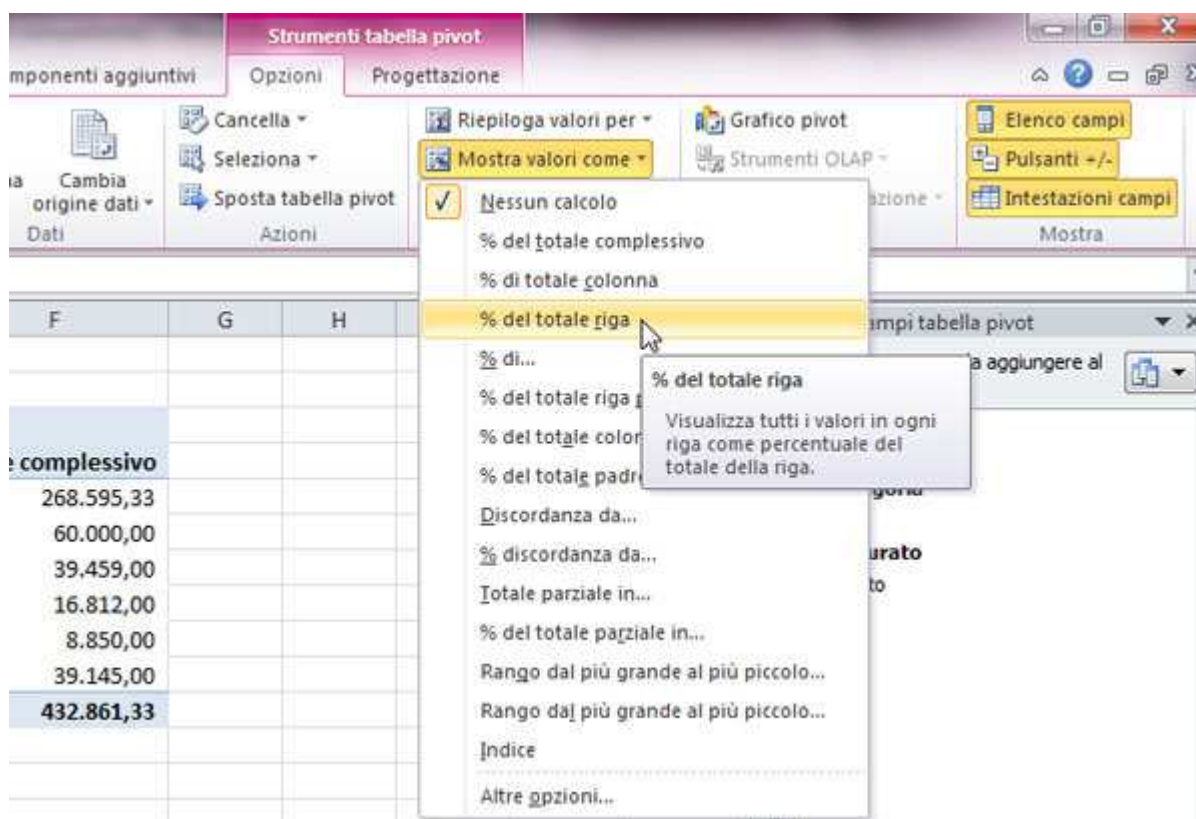 Strumenti tabella pivot
mponenti aggiuntivi Opzioni Progettazione
Cancella
Seleziona
Sposta tabella pivot
Azioni
Cambia
origine dati
Dati
Riepiloga valori per
Mostra valori come
Grafico pivot
Strumenti OLAP
azione
Elenco campi
Pulsanti +/-
Intestazioni campi
Mostra
Nessun calcolo
% del totale complessivo
% di totale colonna
% del totale riga
% di...
% del totale riga
% del totale color
% del totale padr
Discordanza da...
% discordanza da...
Totale parziale in...
% del totale parziale in...
Rango dal più grande al più piccolo...
Rango dal più grande al più piccolo...
Indice
Altre opzioni...
% del totale riga
Visualizza tutti i valori in ogni
riga come percentuale del
totale della riga.
F G H
e complessivo
268.595,33
60.000,00
39.459,00
16.812,00
8.850,00
39.145,00
432.861,33
ampi tabella pivot
a aggiungere al
goria
urato
to